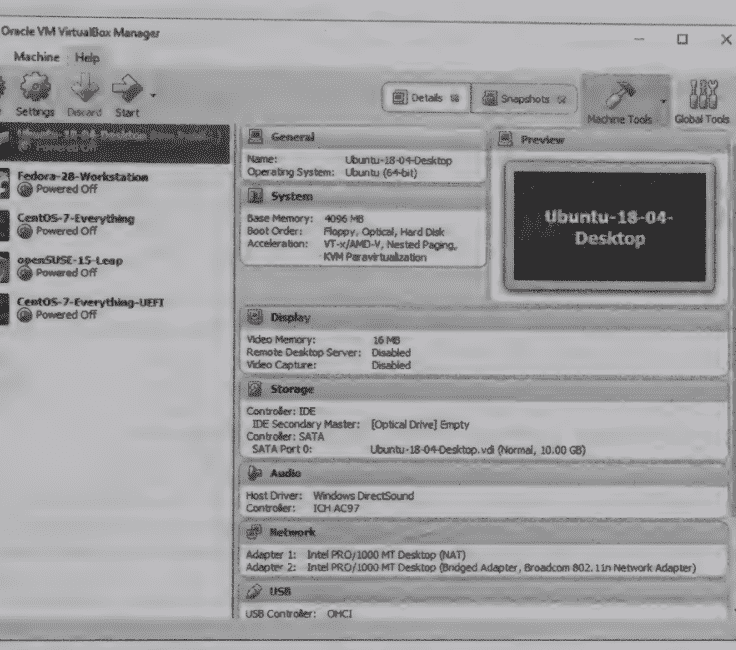 Oracle VM VirtualBox Manager
Machine Help
Settings Discard Start
Details
Snapshots
Machine Tools
Global Tools
Powered Off
Fedora-28-Workstation
Powered Off
CentOS-7-Everything
Powered Off
openSUSE-15-Leap
Powered Off
CentOS-7-Everything-UEFI
Powered Off
General
Name: Ubuntu-18-04-Desktop
Operating System: Ubuntu (64-bit)
System
Base Memory: 4096 MB
Boot Order: Floppy, Optical, Hard Disk
Acceleration: VT-x/AMD-V, Nested Paging,
KVM Paravirtualization
Preview
Ubuntu-18-04-
Desktop
Display
Video Memory: 16 MB
Remote Desktop Server: Disabled
Video Capture: Disabled
Storage
Controller: IDE
IDE Secondary Master: [Optical Drive] Empty
Controller: SATA
SATA Port 0: Ubuntu-18-04-Desktop.vdi (Normal, 10.00 GB)
Audio
Host Driver: Windows DirectSound
Controller: ICH AC97
Network
Adapter 1: Intel PRO/1000 MT Desktop (NAT)
Adapter 2: Intel PRO/1000 MT Desktop (Bridged Adapter, Broadcom 802.11n Network Adapter)
USB
USB Controller: OHCI